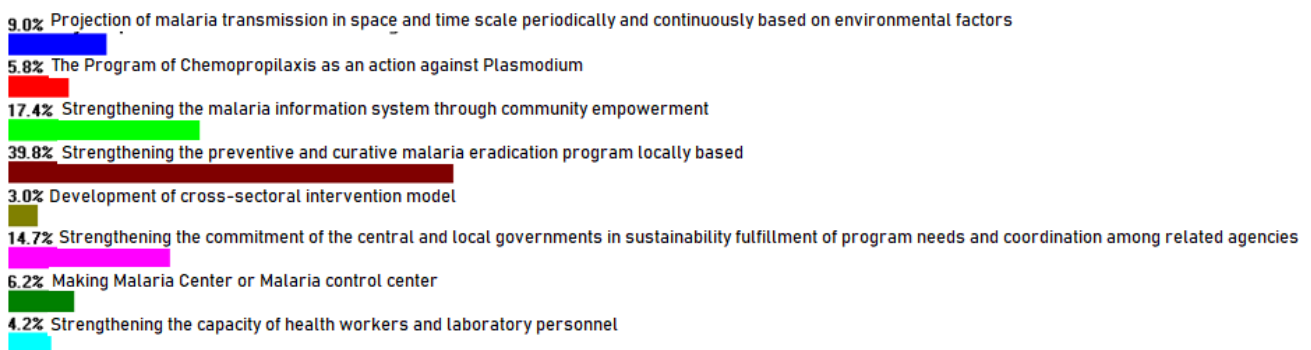 9.0% Projection of malaria transmission in space and time scale periodically and continuously based on environmental factors
5.8% The Program of Chemopropilaxis as an action against Plasmodium
17.4% Strengthening the malaria information system through community empowerment
39.8% Strengthening the preventive and curative malaria eradication program locally based
3.0% Development of cross-sectoral intervention model
14.7% Strengthening the commitment of the central and local governments in sustainability fulfillment of program needs and coordination among related agencies
6.2% Making Malaria Center or Malaria control center
4.2% Strengthening the capacity of health workers and laboratory personnel